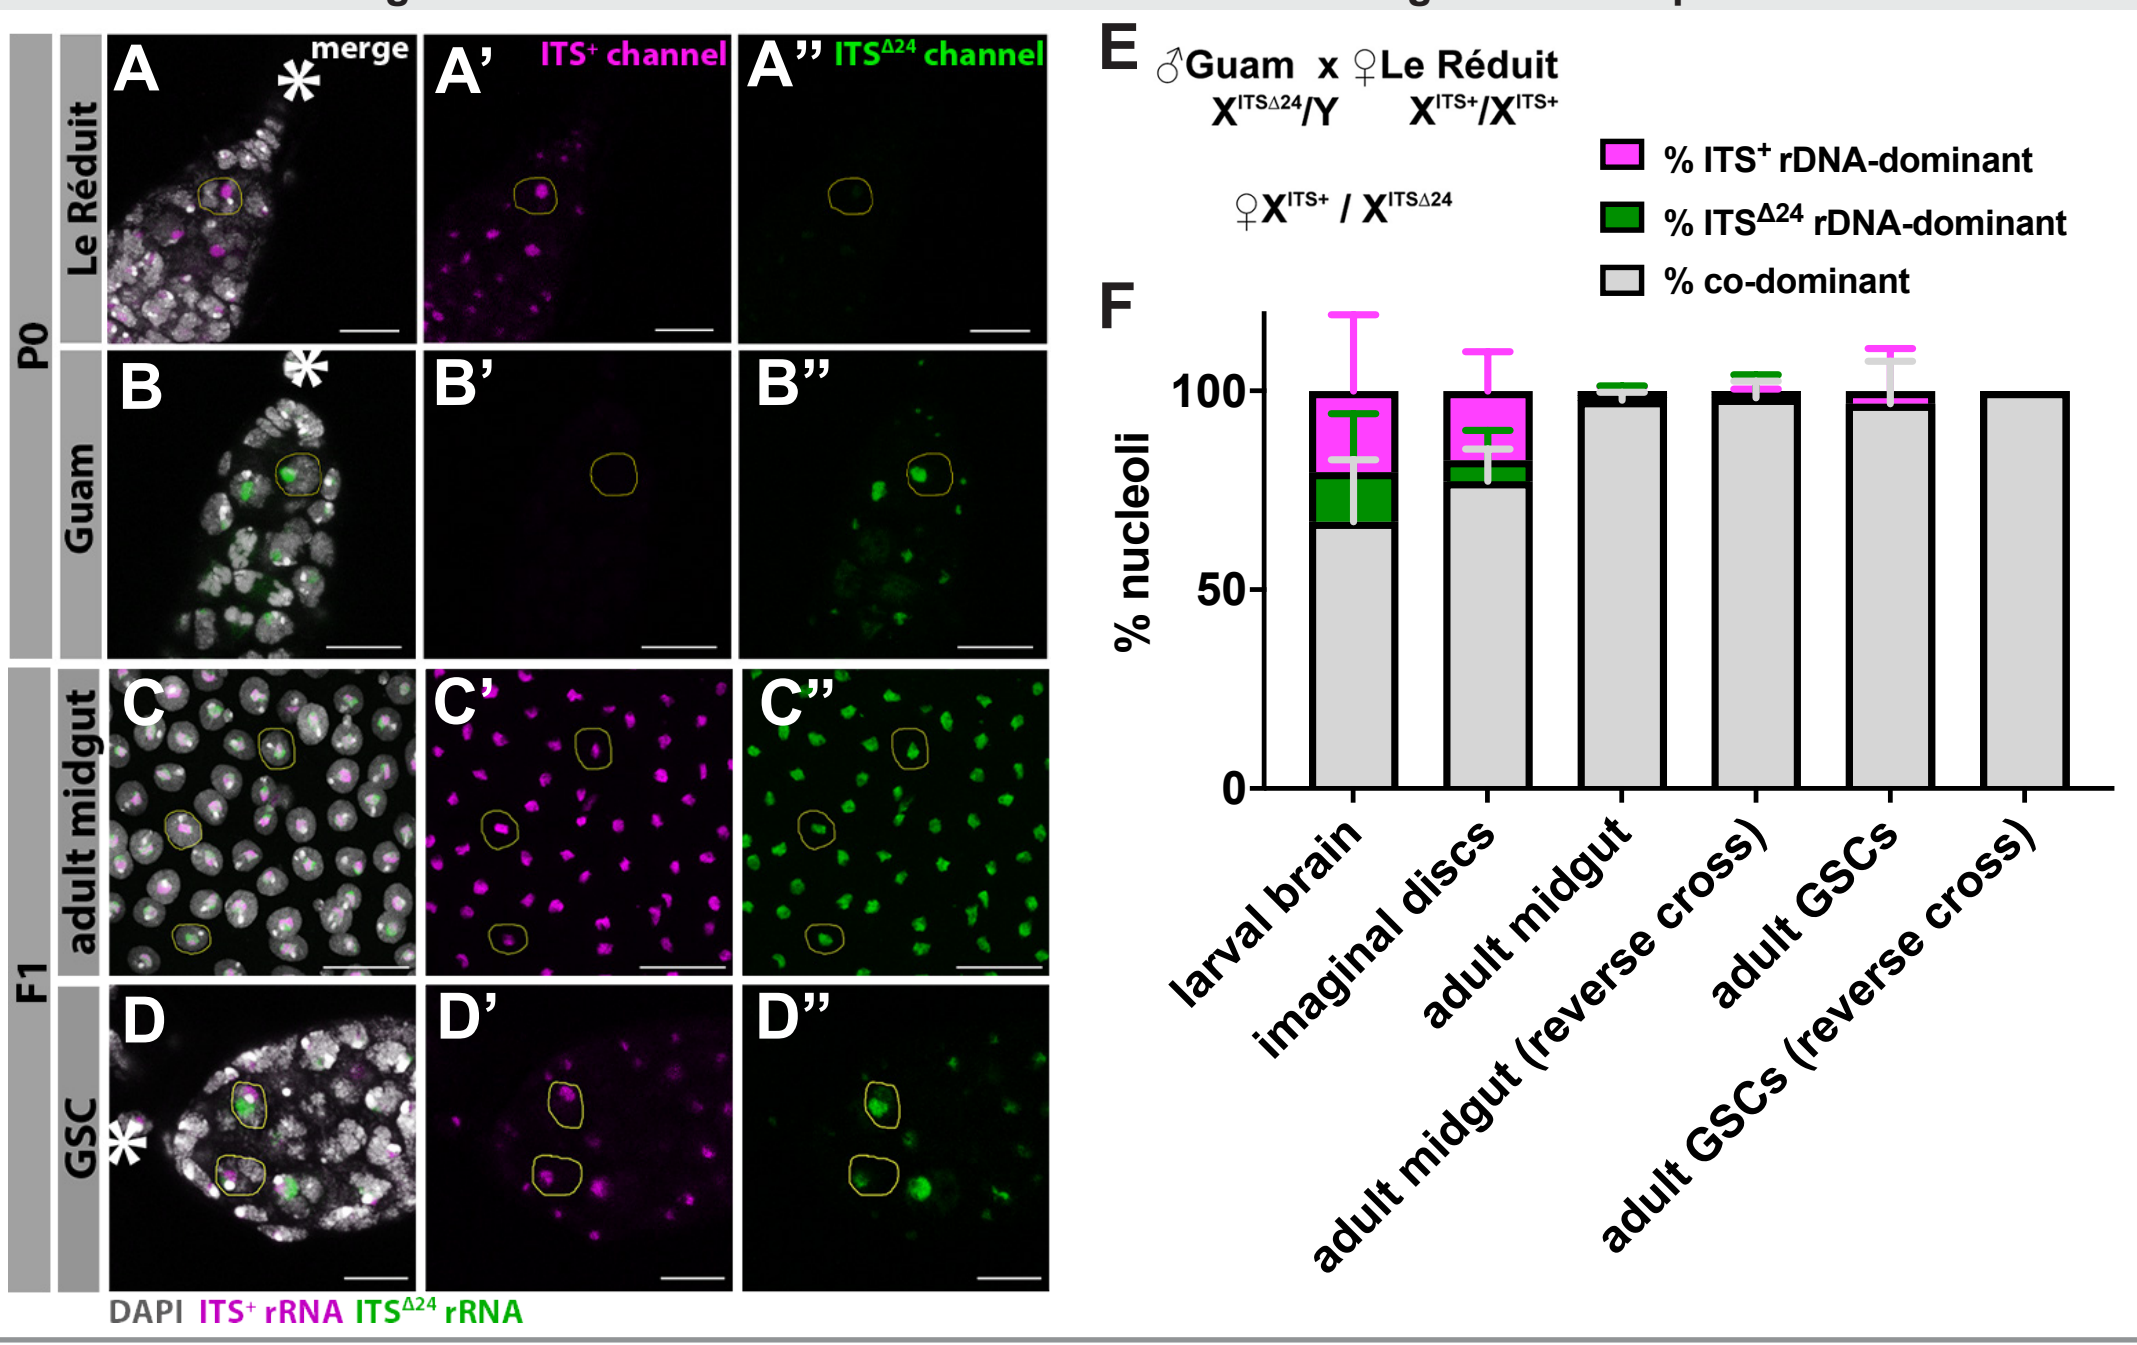 P0
Le Réduit
A
merge
A’
ITS⁺ channel
A”
ITSΔ24 channel
Guam
B
B’
B”
F1
adult midgut
C
C’
C”
GSC
D
D’
D”
DAPI ITS⁺ rRNA ITSΔ24 rRNA
E
♂Guam x ♀Le Réduit
XITSΔ24/Y XITS+/XITS+
♀XITS+ / XITSΔ24
% ITS⁺ rDNA-dominant
% ITSΔ24 rDNA-dominant
% co-dominant
F
% nucleoli
100
50
0
larval brain
imaginal discs
adult midgut
adult midgut (reverse cross)
adult GSCs
adult GSCs (reverse cross)